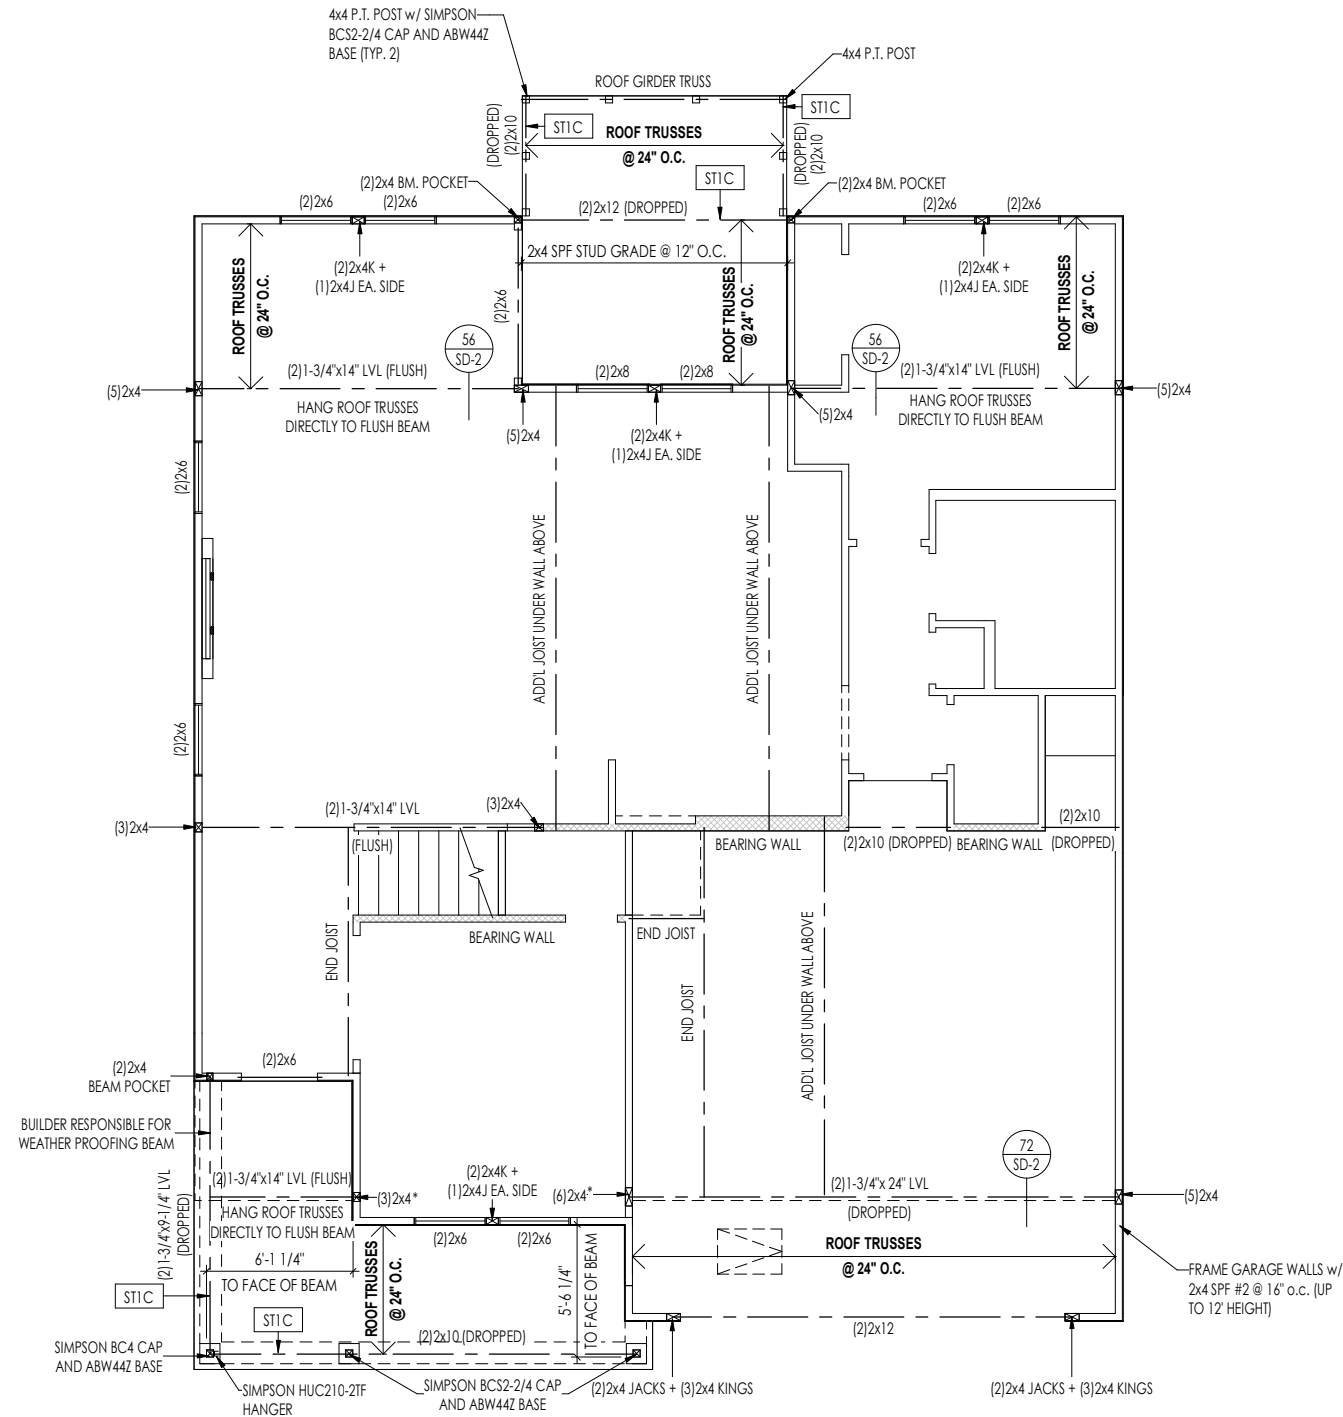 4x4 P.T. POST w/ SIMPSON
BCS2-2/4 CAP AND ABW44Z
BASE (TYP. 2)
4x4 P.T. POST
ROOF GIRDER TRUSS
ST1C
ST1C
(DROPPED)
(2)2x10
ROOF TRUSSES
@ 24" O.C.
(DROPPED)
(2)2x10
ST1C
(2)2x4 BM. POCKET
(2)2x4 BM. POCKET
(2)2x6
(2)2x6
(2)2x12 (DROPPED)
(2)2x6
(2)2x6
2x4 SPF STUD GRADE @ 12" O.C.
(2)2x4K +
(1)2x4J EA. SIDE
(2)2x4K +
(1)2x4J EA. SIDE
ROOF TRUSSES
@ 24" O.C.
(2)2x6
ROOF TRUSSES
@ 24" O.C.
ROOF TRUSSES
@ 24" O.C.
56
SD-2
56
SD-2
(2)1-3/4"x14" LVL (FLUSH)
(2)2x8
(2)2x8
(2)1-3/4"x14" LVL (FLUSH)
(5)2x4
(5)2x4
HANG ROOF TRUSSES
DIRECTLY TO FLUSH BEAM
HANG ROOF TRUSSES
DIRECTLY TO FLUSH BEAM
(5)2x4
(5)2x4
(2)2x4K +
(1)2x4J EA. SIDE
(2)2x6
ADD'L JOIST UNDER WALL ABOVE
ADD'L JOIST UNDER WALL ABOVE
(2)2x6
(2)1-3/4"x14" LVL
(3)2x4
(3)2x4
(2)2x10
(FLUSH)
BEARING WALL
(2)2x10 (DROPPED)
BEARING WALL
(DROPPED)
BEARING WALL
END JOIST
END JOIST
END JOIST
ADD'L JOIST UNDER WALL ABOVE
(2)2x6
(2)2x4
BEAM POCKET
BUILDER RESPONSIBLE FOR
WEATHER PROOFING BEAM
72
SD-2
(2)1-3/4"x14" LVL (FLUSH)
(2)2x4K +
(1)2x4J EA. SIDE
(2)1-3/4"x 24" LVL
(3)2x4*
(6)2x4*
(5)2x4
(DROPPED)
(2)1-3/4"x9-1/4" LVL
(DROPPED)
HANG ROOF TRUSSES
DIRECTLY TO FLUSH BEAM
(2)2x6
(2)2x6
ROOF TRUSSES
@ 24" O.C.
6'-1 1/4"
TO FACE OF BEAM
ROOF TRUSSES
@ 24" O.C.
5'-6 1/4"
TO FACE OF BEAM
FRAME GARAGE WALLS w/
2x4 SPF #2 @ 16" o.c. (UP
TO 12' HEIGHT)
ST1C
ST1C
(2)2x10 (DROPPED)
(2)2x12
SIMPSON BC4 CAP
AND ABW44Z BASE
SIMPSON HUC210-2TF
HANGER
SIMPSON BCS2-2/4 CAP
AND ABW44Z BASE
(2)2x4 JACKS + (3)2x4 KINGS
(2)2x4 JACKS + (3)2x4 KINGS